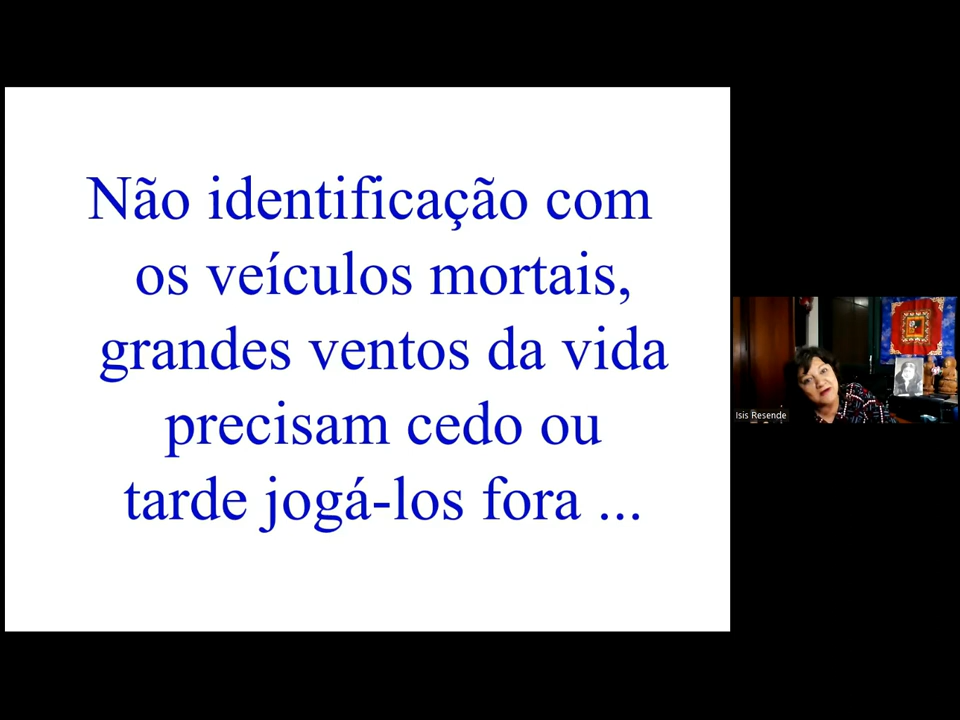 Não identificação com
os veículos mortais,
grandes ventos da vida
precisam cedo ou
tarde jogá-los fora ...
Isis Resende